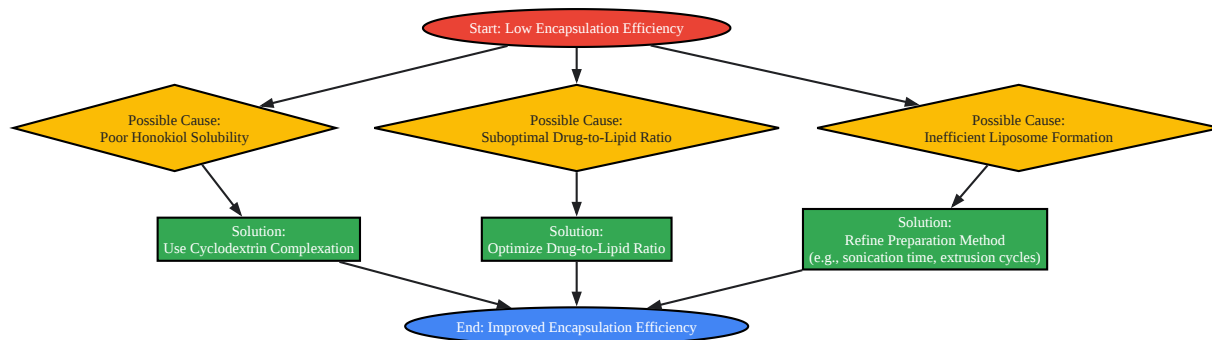 Start: Low Encapsulation Efficiency
Possible Cause:
Poor Honokiol Solubility
Possible Cause:
Suboptimal Drug-to-Lipid Ratio
Possible Cause:
Inefficient Liposome Formation
Solution:
Use Cyclodextrin Complexation
Solution:
Optimize Drug-to-Lipid Ratio
Solution:
Refine Preparation Method
(e.g., sonication time, extrusion cycles)
End: Improved Encapsulation Efficiency